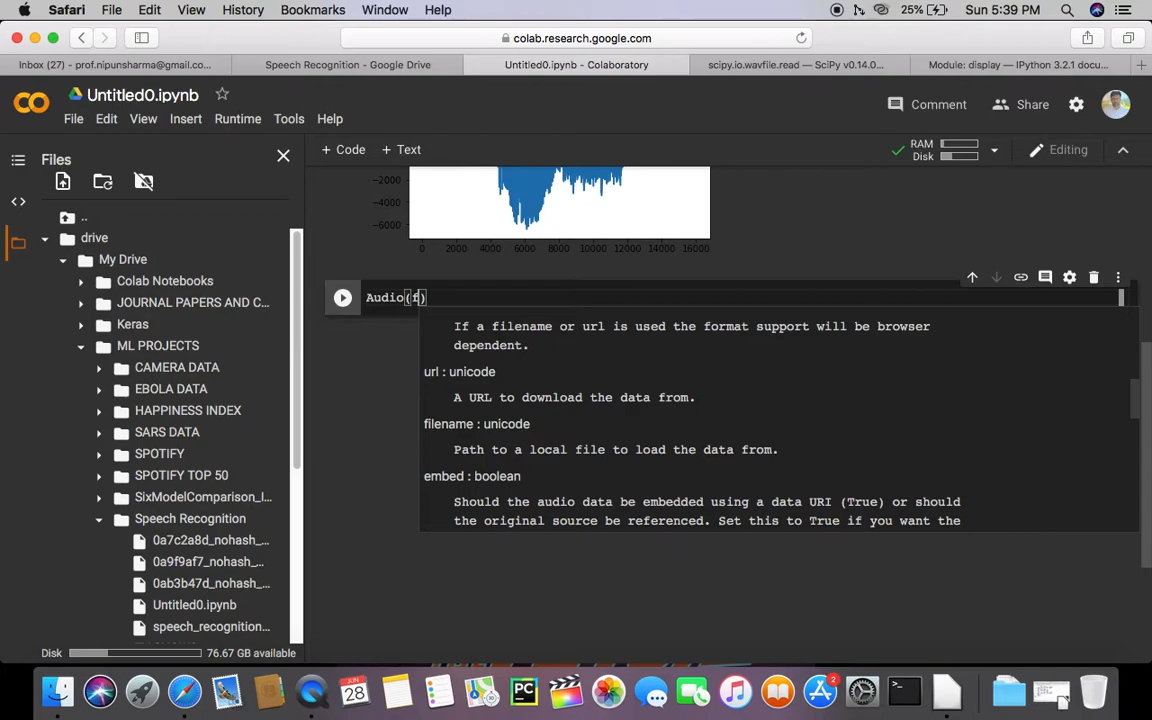 Safari File Edit View History Bookmarks Window Help 25% Sun 5:39 PM
colab.research.google.com
Inbox (27) - prof.nipunsharma@gmail.co... Speech Recognition - Google Drive Untitled0.ipynb - Colaboratory scipy.io.wavfile.read — SciPy v0.14.0... Module: display — IPython 3.2.1 docu...
CO Untitled0.ipynb
File Edit View Insert Runtime Tools Help
Comment Share
Files
+ Code + Text
RAM
Disk
Editing
..
drive
My Drive
Colab Notebooks
JOURNAL PAPERS AND C...
Keras
ML PROJECTS
CAMERA DATA
EBOLA DATA
HAPPINESS INDEX
SARS DATA
SPOTIFY
SPOTIFY TOP 50
SixModelComparison_I...
Speech Recognition
0a7c2a8d_nohash_...
0a9f9af7_nohash_...
0ab3b47d_nohash_...
Untitled0.ipynb
speech_recognition...
Disk 76.67 GB available
−2000
−4000
−6000
0 2000 4000 6000 8000 10000 12000 14000 16000
Audio(f)
If a filename or url is used the format support will be browser
dependent.
url : unicode
A URL to download the data from.
filename : unicode
Path to a local file to load the data from.
embed : boolean
Should the audio data be embedded using a data URI (True) or should
the original source be referenced. Set this to True if you want the
JUN
28
PC
2
>_